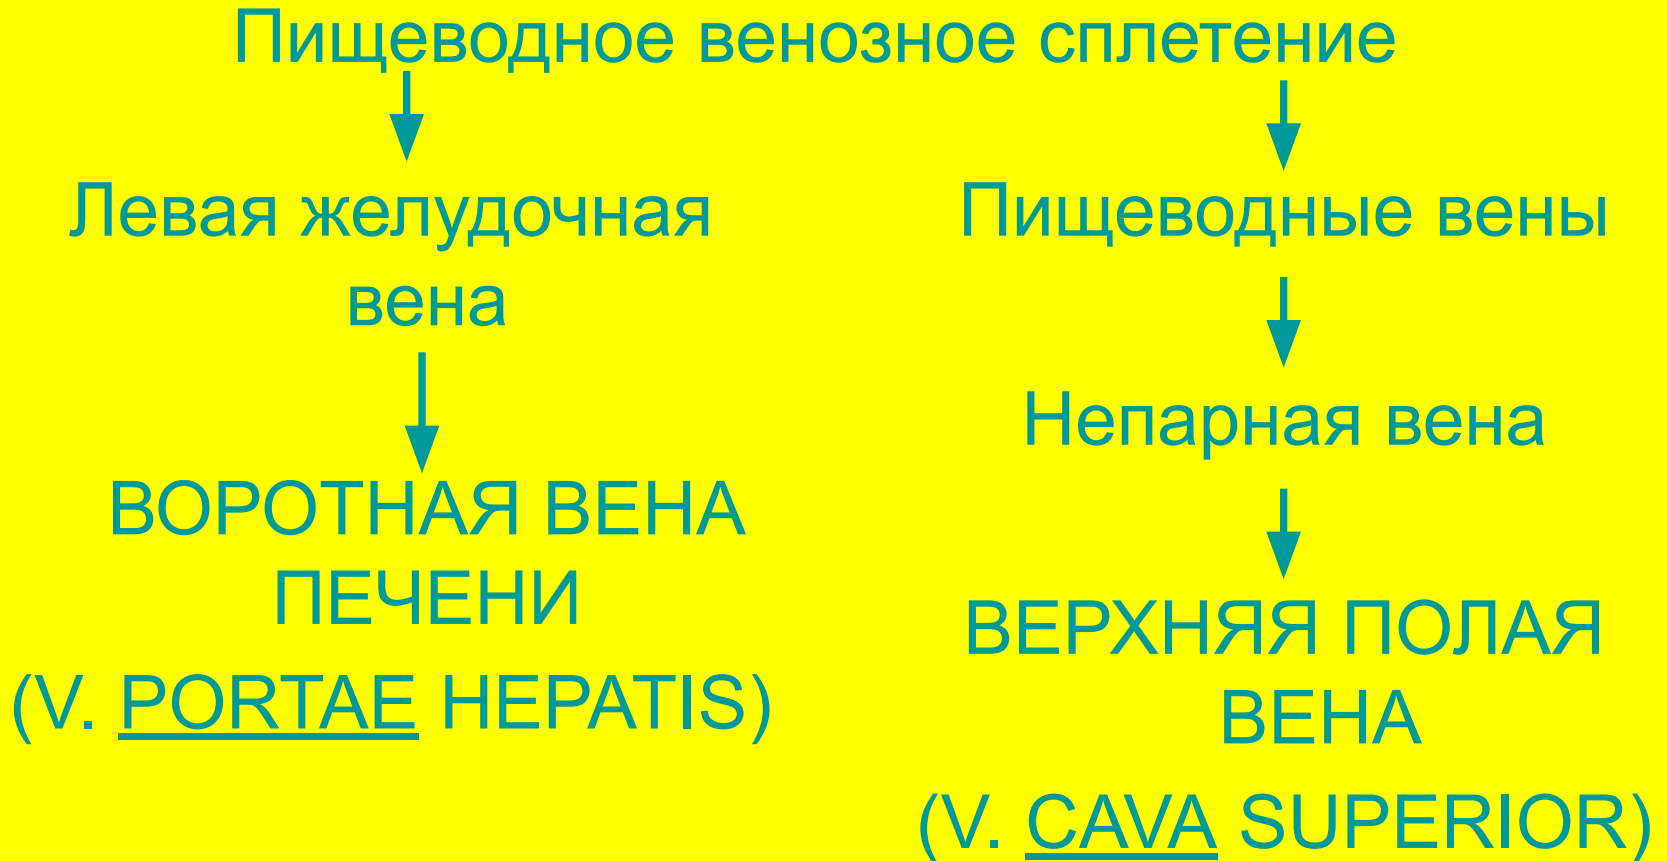 Пищеводное венозное сплетение
Левая желудочная
вена
ВОРОТНАЯ ВЕНА
ПЕЧЕНИ
(V. PORTAE HEPATIS)
Пищеводные вены
Непарная вена
ВЕРХНЯЯ ПОЛАЯ
ВЕНА
(V. CAVA SUPERIOR)